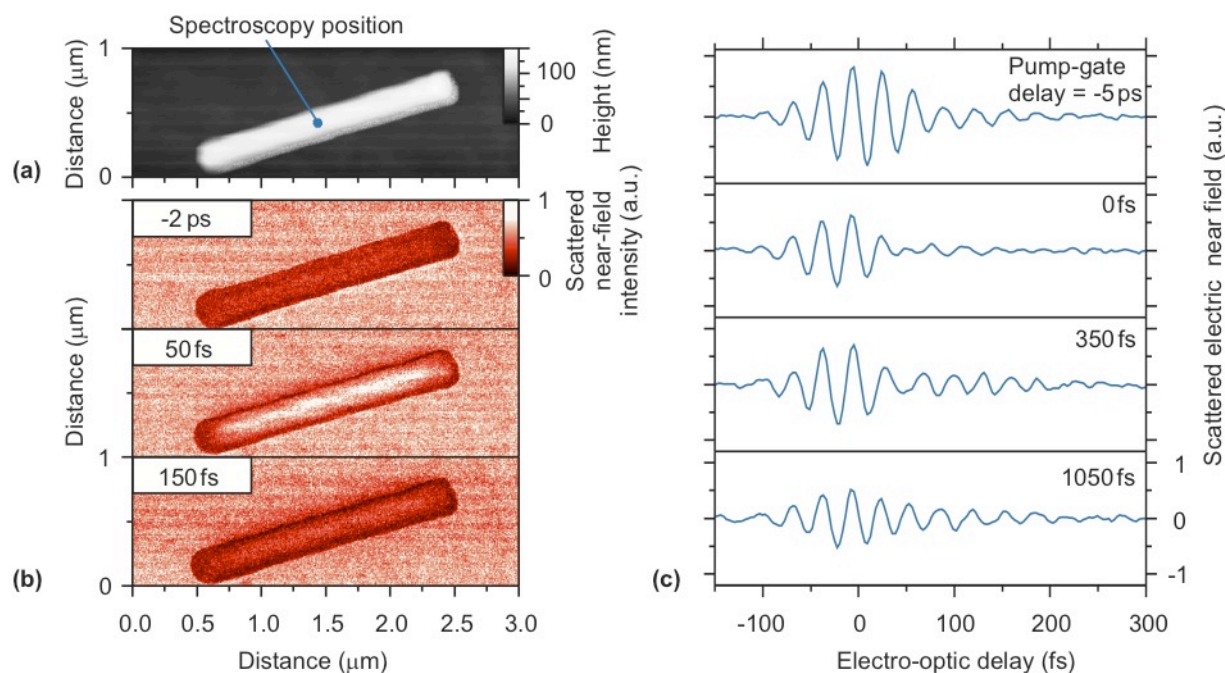 Spectroscopy position
1
0
Distance (μm)
100
0
Height (nm)
(a)
-2 ps
1
0
Scattered
near-field
intensity (a.u.)
50 fs
150 fs
Distance (μm)
1
0
(b)
0.0 0.5 1.0 1.5 2.0 2.5 3.0
Distance (μm)
Pump-gate
delay = -5 ps
0 fs
350 fs
1050 fs
1
0
-1
Scattered electric near field (a.u.)
(c)
-100 0 100 200 300
Electro-optic delay (fs)